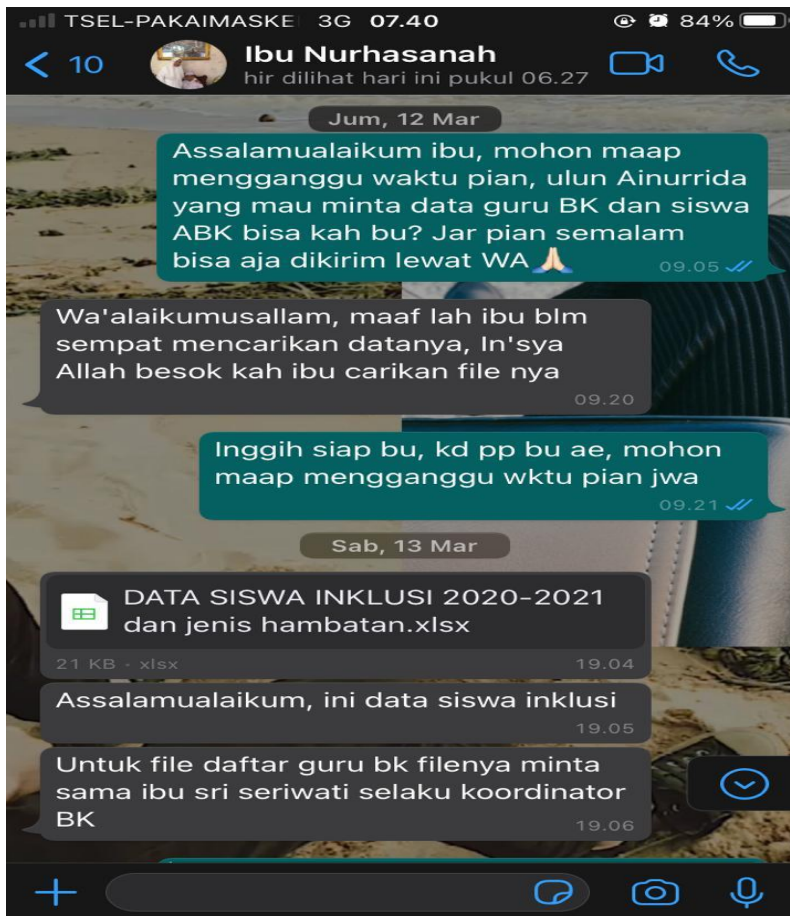 TSEL-PAKAIMASKE 3G 07.40 84%
10 Ibu Nurhasanah
hir dilihat hari ini pukul 06.27
Jum, 12 Mar
Assalamualaikum ibu, mohon maap
mengganggu waktu pian, ulun Ainurrida
yang mau minta data guru BK dan siswa
ABK bisa kah bu? Jar pian semalam
bisa aja dikirim lewat WA🙏🏻
09.05
Wa'alaikumusallam, maaf lah ibu blm
sempat mencarikan datanya, In'sya
Allah besok kah ibu carikan file nya
09.20
Inggih siap bu, kd pp bu ae, mohon
maap mengganggu wktu pian jwa
09.21
Sab, 13 Mar
DATA SISWA INKLUSI 2020-2021
dan jenis hambatan.xlsx
21 KB · xlsx 19.04
Assalamualaikum, ini data siswa inklusi
19.05
Untuk file daftar guru bk filenya minta
sama ibu sri seriwati selaku koordinator
BK
19.06